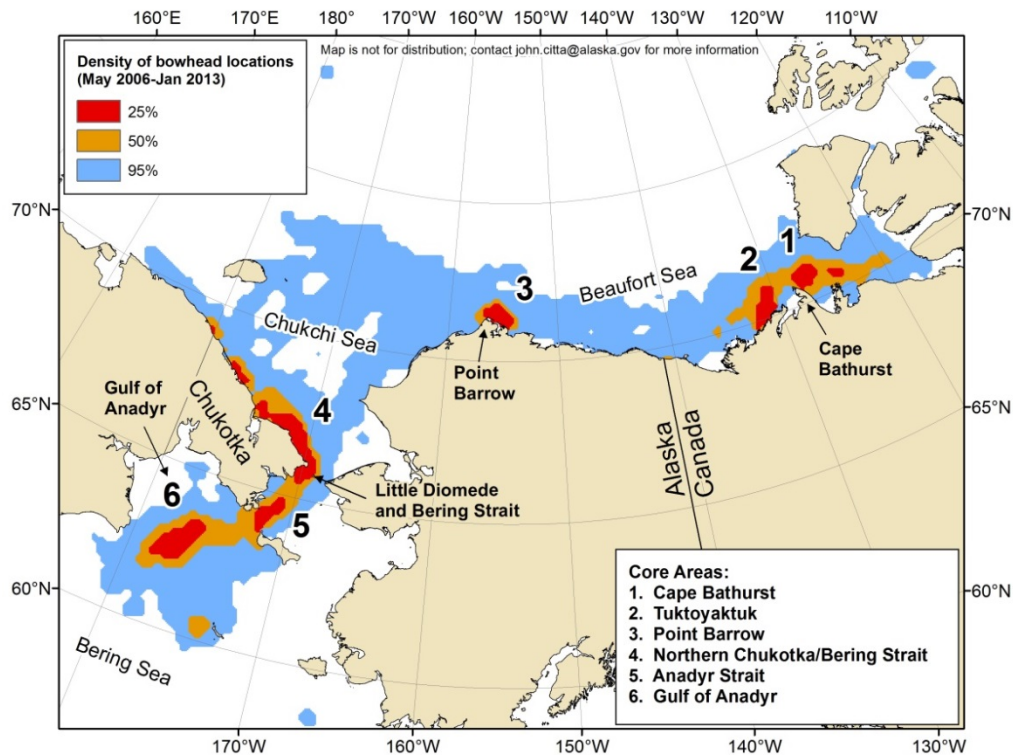 160°E 170°E 180° 170°W 160°W 150°W 140°W 130°W 120°W 110°W
Map is not for distribution; contact john.citta@alaska.gov for more information
Density of bowhead locations
(May 2006-Jan 2013)
25%
50%
95%
70°N
70°N
1
2
3
Beaufort Sea
Chukchi Sea
Point
Barrow
Cape
Bathurst
Gulf of
Anadyr
Chukotka
4
65°N
65°N
Alaska
Canada
6
Little Diomede
and Bering Strait
5
60°N
60°N
Bering Sea
Core Areas:
1. Cape Bathurst
2. Tuktoyaktuk
3. Point Barrow
4. Northern Chukotka/Bering Strait
5. Anadyr Strait
6. Gulf of Anadyr
170°W 160°W 150°W 140°W 130°W